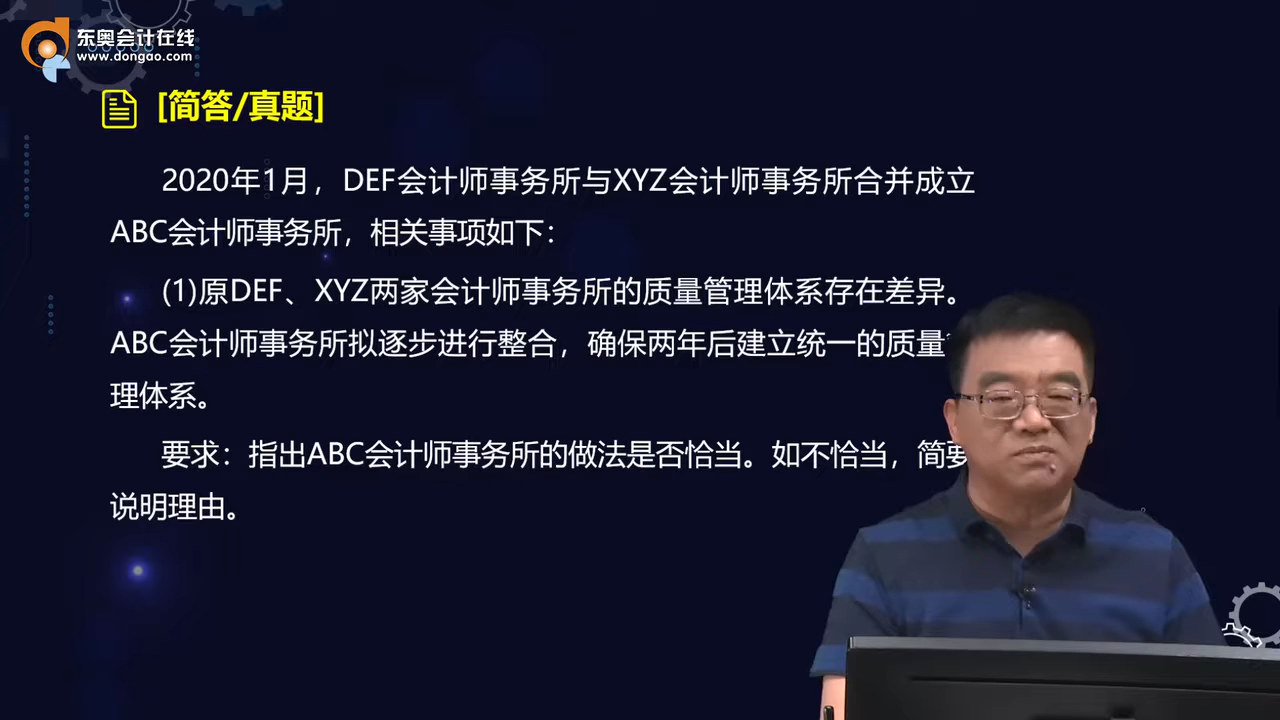 东奥会计在线
www.dongao.com
[简答/真题]
2020年1月，DEF会计师事务所与XYZ会计师事务所合并成立
ABC会计师事务所，相关事项如下：
(1)原DEF、XYZ两家会计师事务所的质量管理体系存在差异。
ABC会计师事务所拟逐步进行整合，确保两年后建立统一的质量
理体系。
要求：指出ABC会计师事务所的做法是否恰当。如不恰当，简要
说明理由。